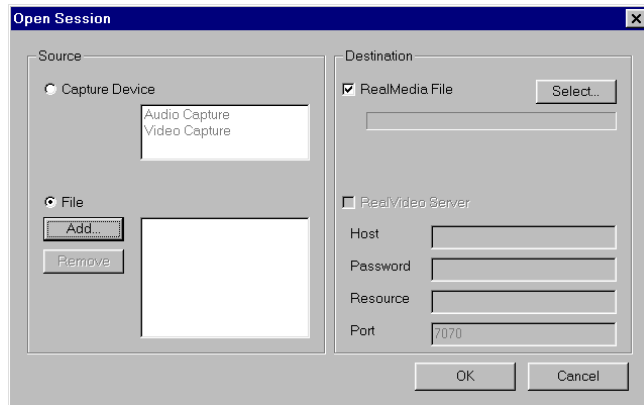 Open Session
Source
Capture Device
Audio Capture
Video Capture
File
Add...
Remove
Destination
RealMedia File
Select...
RealVideo Server
Host
Password
Resource
Port
7070
OK
Cancel